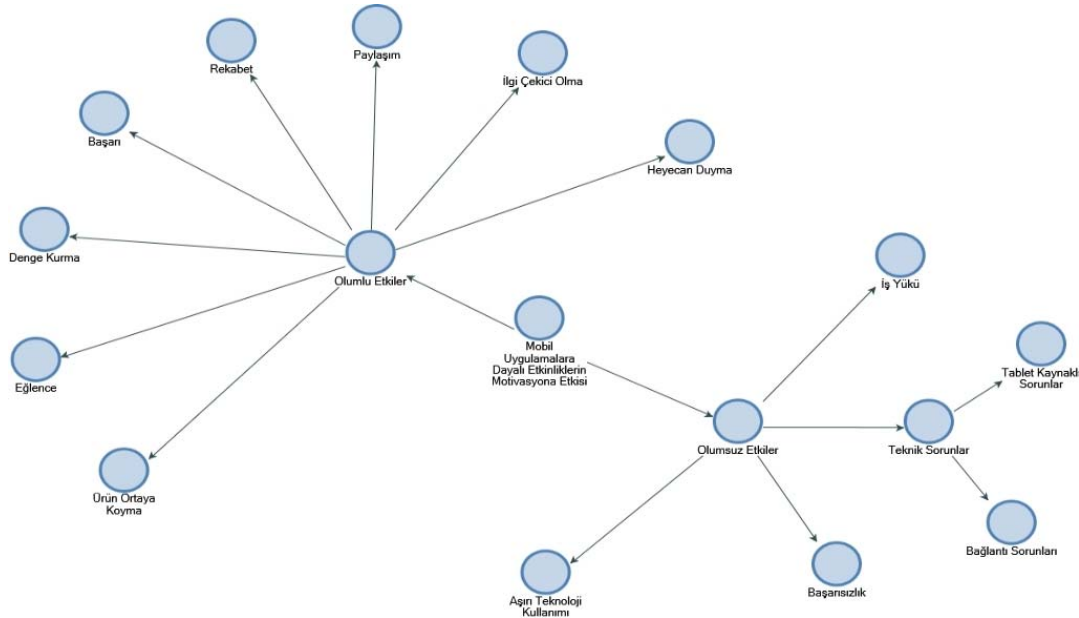 Paylaşım
Rekabet
İlgi Çekici Olma
Başarı
Heyecan Duyma
Denge Kurma
Olumlu Etkiler
İş Yükü
Mobil
Uygulamalara
Dayalı Etkinliklerin
Motivasyona Etkisi
Tablet Kaynaklı
Sorunlar
Eğlence
Olumsuz Etkiler
Teknik Sorunlar
Ürün Ortaya
Koyma
Bağlantı Sorunları
Başarısızlık
Aşırı Teknoloji
Kullanımı